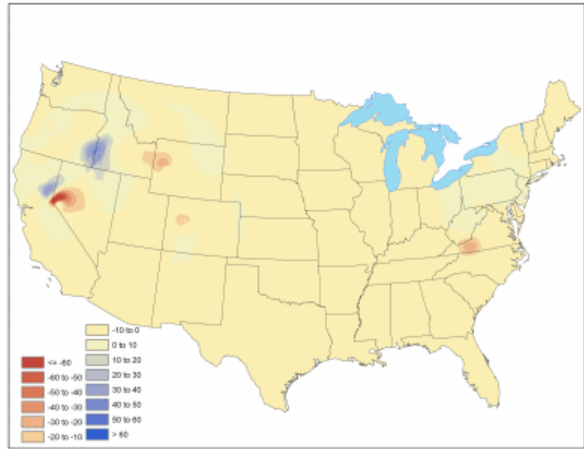 <= -60
-60 to -50
-50 to -40
-40 to -30
-30 to -20
-20 to -10
-10 to 0
0 to 10
10 to 20
20 to 30
30 to 40
40 to 50
50 to 60
> 60